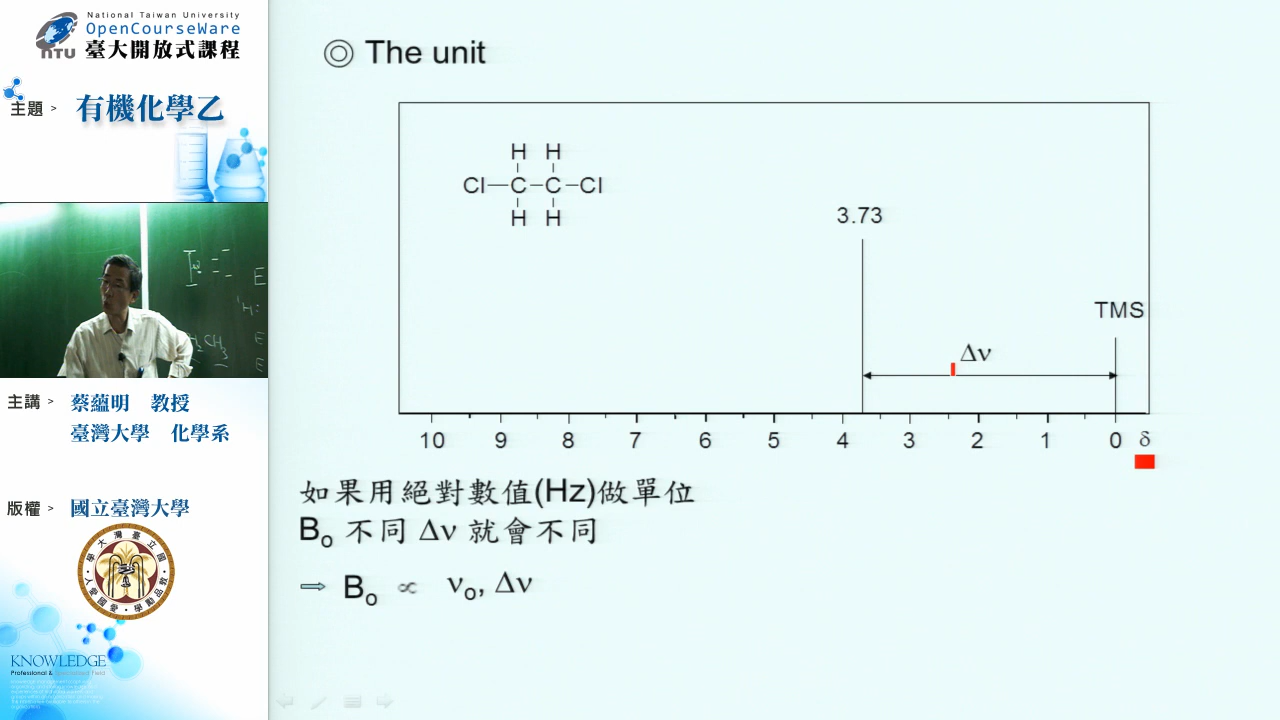 National Taiwan University
OpenCourseWare
NTU 臺大開放式課程
主題 > 有機化學乙
主講 > 蔡蘊明 教授
臺灣大學 化學系
版權 > 國立臺灣大學
KNOWLEDGE
◎ The unit
H H
Cl—C—C—Cl
H H
3.73
TMS
Δν
10 9 8 7 6 5 4 3 2 1 0 δ
如果用絕對數值(Hz)做單位
Bo 不同 Δν 就會不同
⇒ Bo ∝ νo, Δν